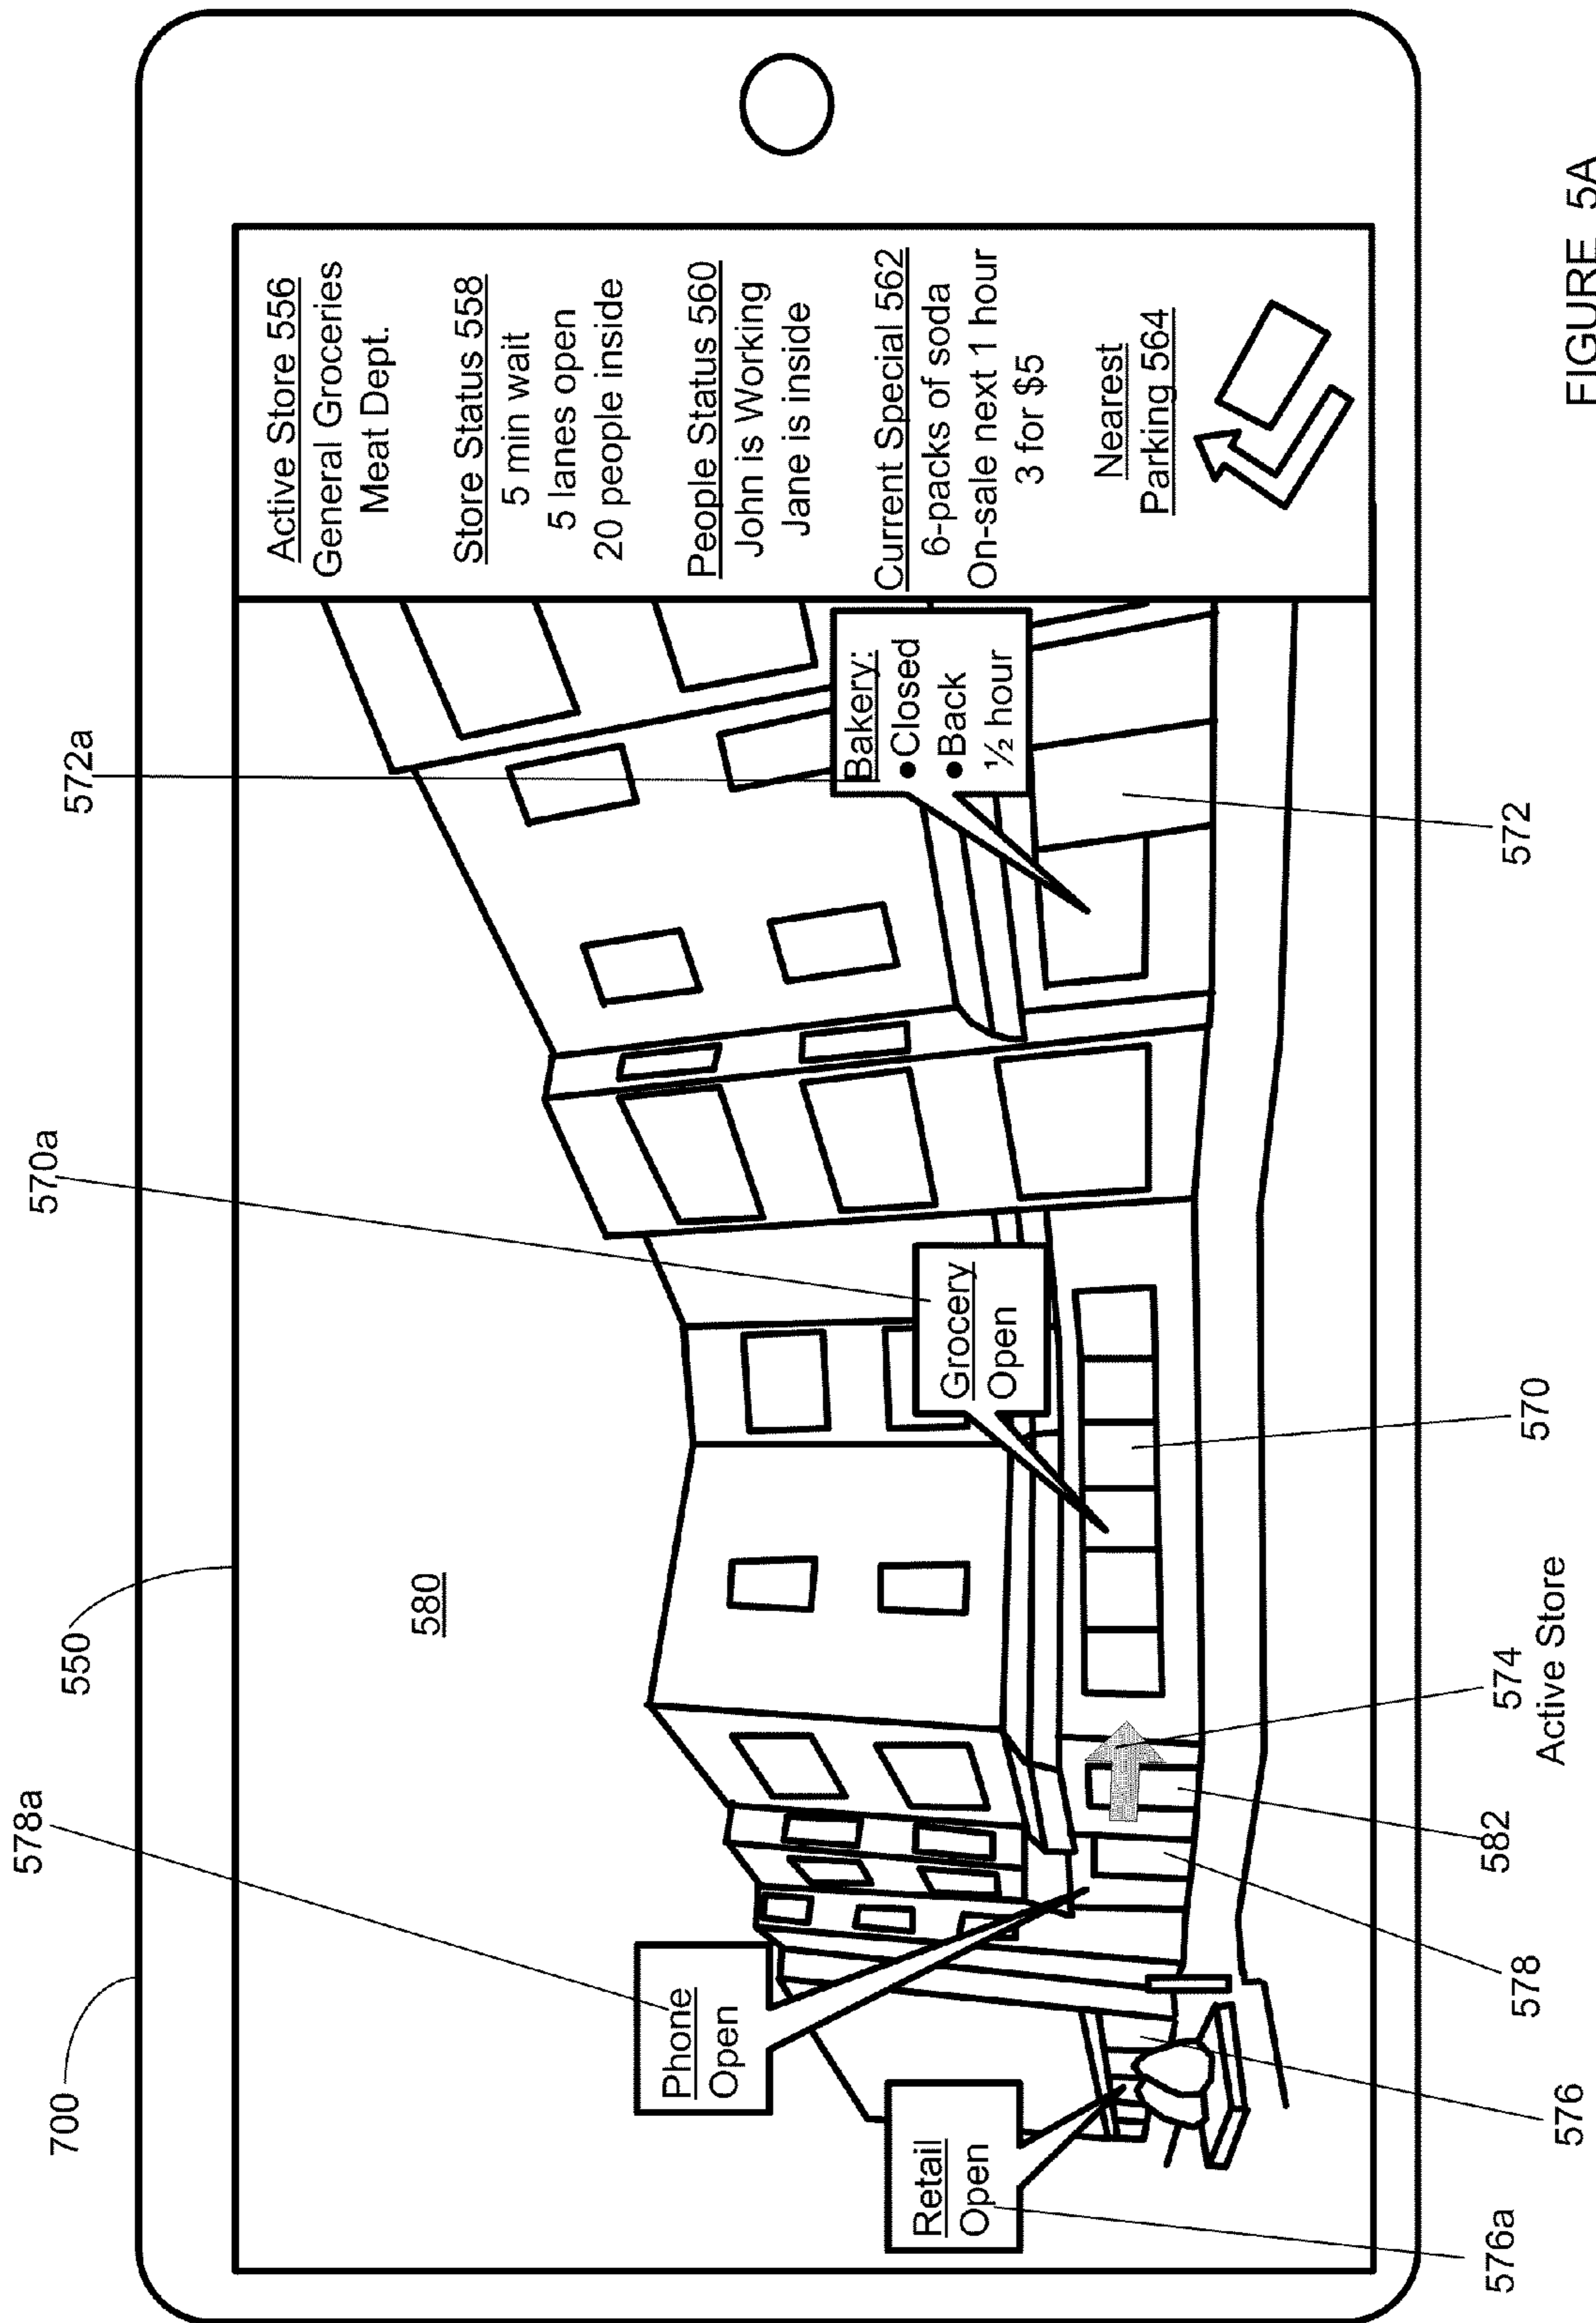 700
550
578a
570a
572a
580
Phone
Open
Retail
Open
Grocery
Open
Bakery:
●Closed
●Back
½ hour
Active Store 556
General Groceries
Meat Dept.
Store Status 558
5 min wait
5 lanes open
20 people inside
People Status 560
John is Working
Jane is inside
Current Special 562
6-packs of soda
On-sale next 1 hour
3 for $5
Nearest
Parking 564
576a
576
578
582
574
Active Store
570
572
FIGURE 5A